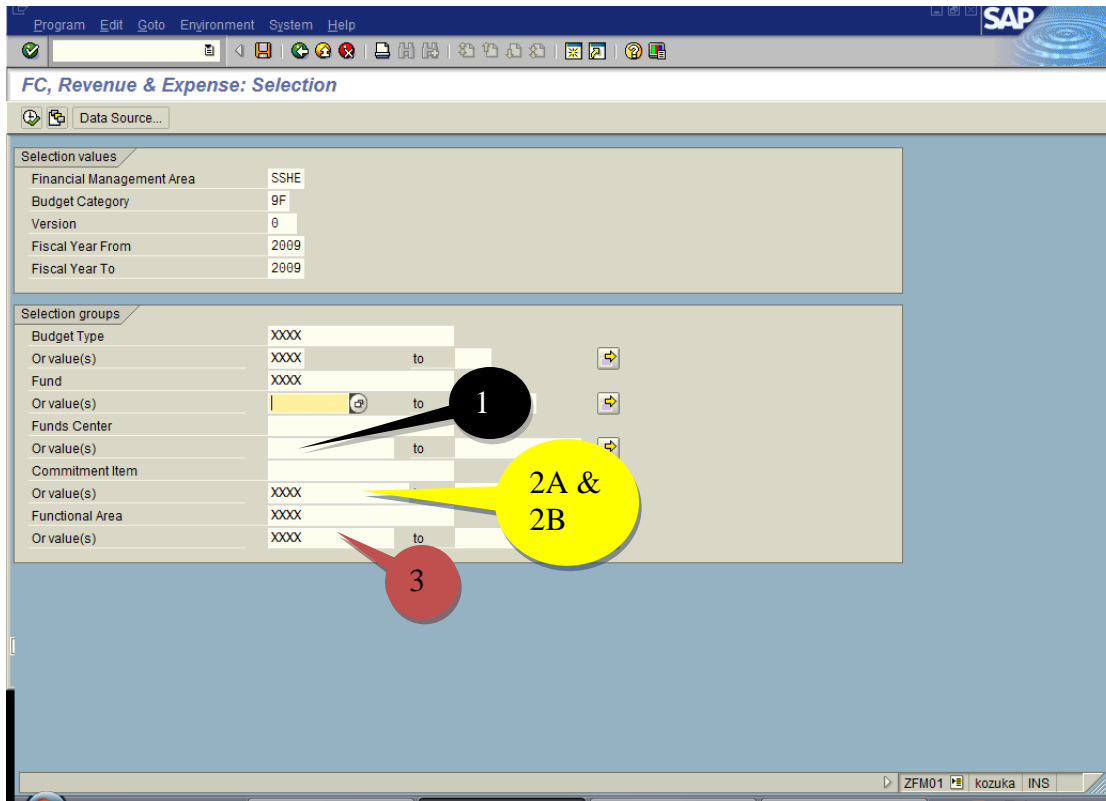 Program Edit Goto Environment System Help
SAP
FC, Revenue & Expense: Selection
Data Source...
Selection values
Financial Management Area SSHE
Budget Category 9F
Version 0
Fiscal Year From 2009
Fiscal Year To 2009
Selection groups
Budget Type XXXX
Or value(s) XXXX to
Fund XXXX
Or value(s) to
1
Funds Center
Or value(s) to
Commitment Item
Or value(s) XXXX
2A &
2B
Functional Area XXXX
Or value(s) XXXX to
3
ZFM01 kozuka INS